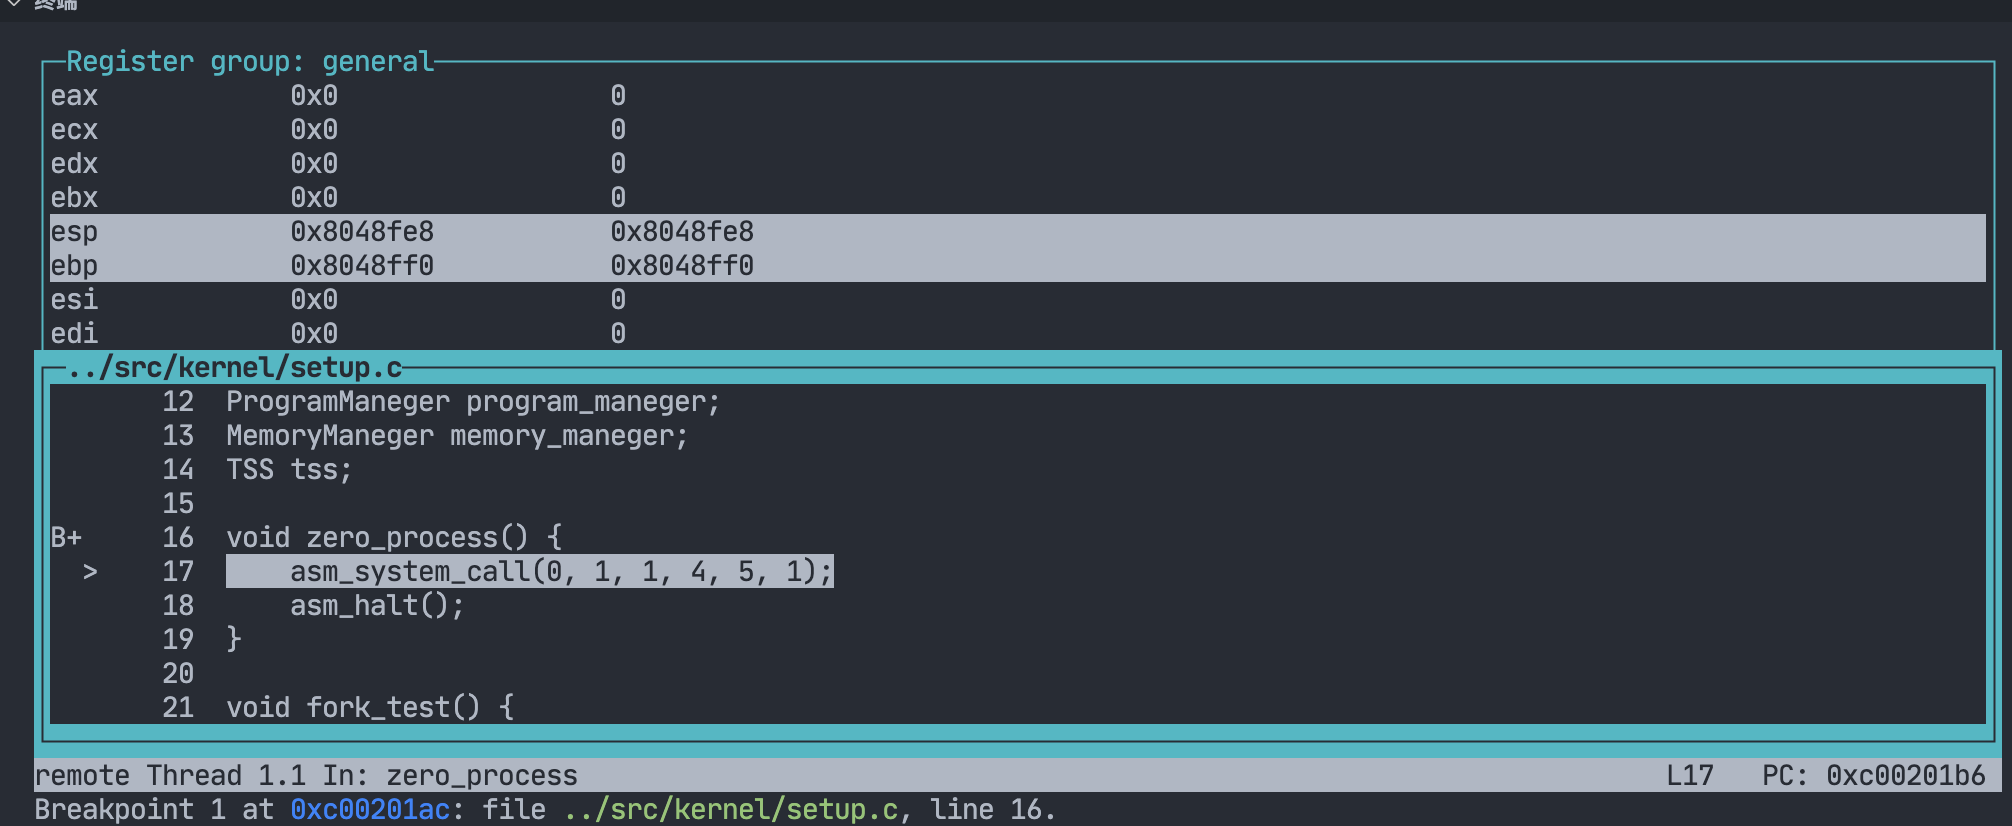 终端
Register group: general
eax 0x0 0
ecx 0x0 0
edx 0x0 0
ebx 0x0 0
esp 0x8048fe8 0x8048fe8
ebp 0x8048ff0 0x8048ff0
esi 0x0 0
edi 0x0 0
../src/kernel/setup.c
12 ProgramManeger program_maneger;
13 MemoryManeger memory_maneger;
14 TSS tss;
15
B+ 16 void zero_process() {
> 17 asm_system_call(0, 1, 1, 4, 5, 1);
18 asm_halt();
19 }
20
21 void fork_test() {
remote Thread 1.1 In: zero_process L17 PC: 0xc00201b6
Breakpoint 1 at 0xc00201ac: file ../src/kernel/setup.c, line 16.